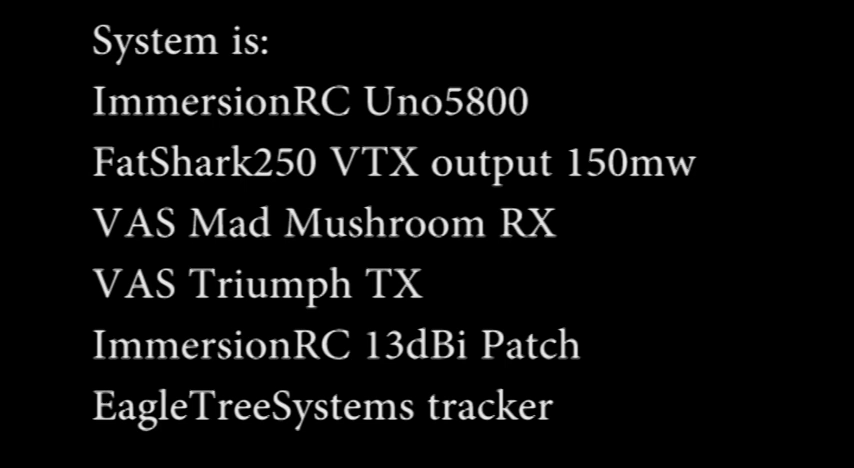 System is:
ImmersionRC Uno5800
FatShark250 VTX output 150mw
VAS Mad Mushroom RX
VAS Triumph TX
ImmersionRC 13dBi Patch
EagleTreeSystems tracker